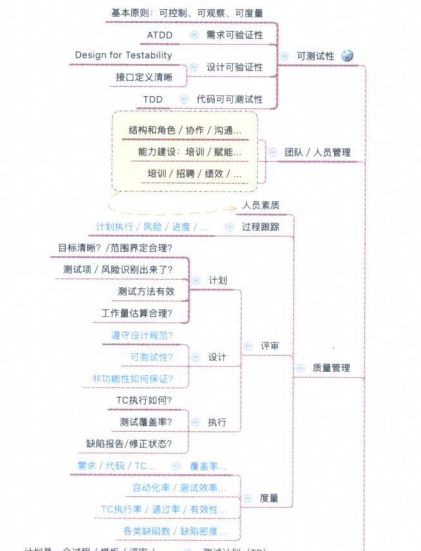 基本原则：可控制、可观察、可度量
ATDD
需求可验证性
Design for Testability
设计可验证性
可测试性
接口定义清晰
TDD
代码可可测试性
结构和角色 / 协作 / 沟通...
能力建设：培训 / 赋能...
团队 / 人员管理
培训 / 招聘 / 绩效 / ...
人员素质
计划执行 / 风险 / 进度 / ...
过程跟踪
目标清晰？/范围界定合理?
测试项 / 风险识别出来了?
计划
测试方法有效
工作量估算合理?
遵守设计规范?
评审
可测试性?
设计
质量管理
非功能性如何保证?
TC执行如何?
测试覆盖率?
执行
缺陷报告/修正状态?
需求 / 代码 / TC...
覆盖率...
自动化率 / 测试效率...
度量
TC执行率 / 通过率 / 有效性...
各类缺陷数 / 缺陷密度...